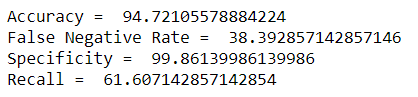 Accuracy =  94.72105578884224
False Negative Rate =  38.392857142857146
Specificity =  99.86139986139986
Recall =  61.607142857142854